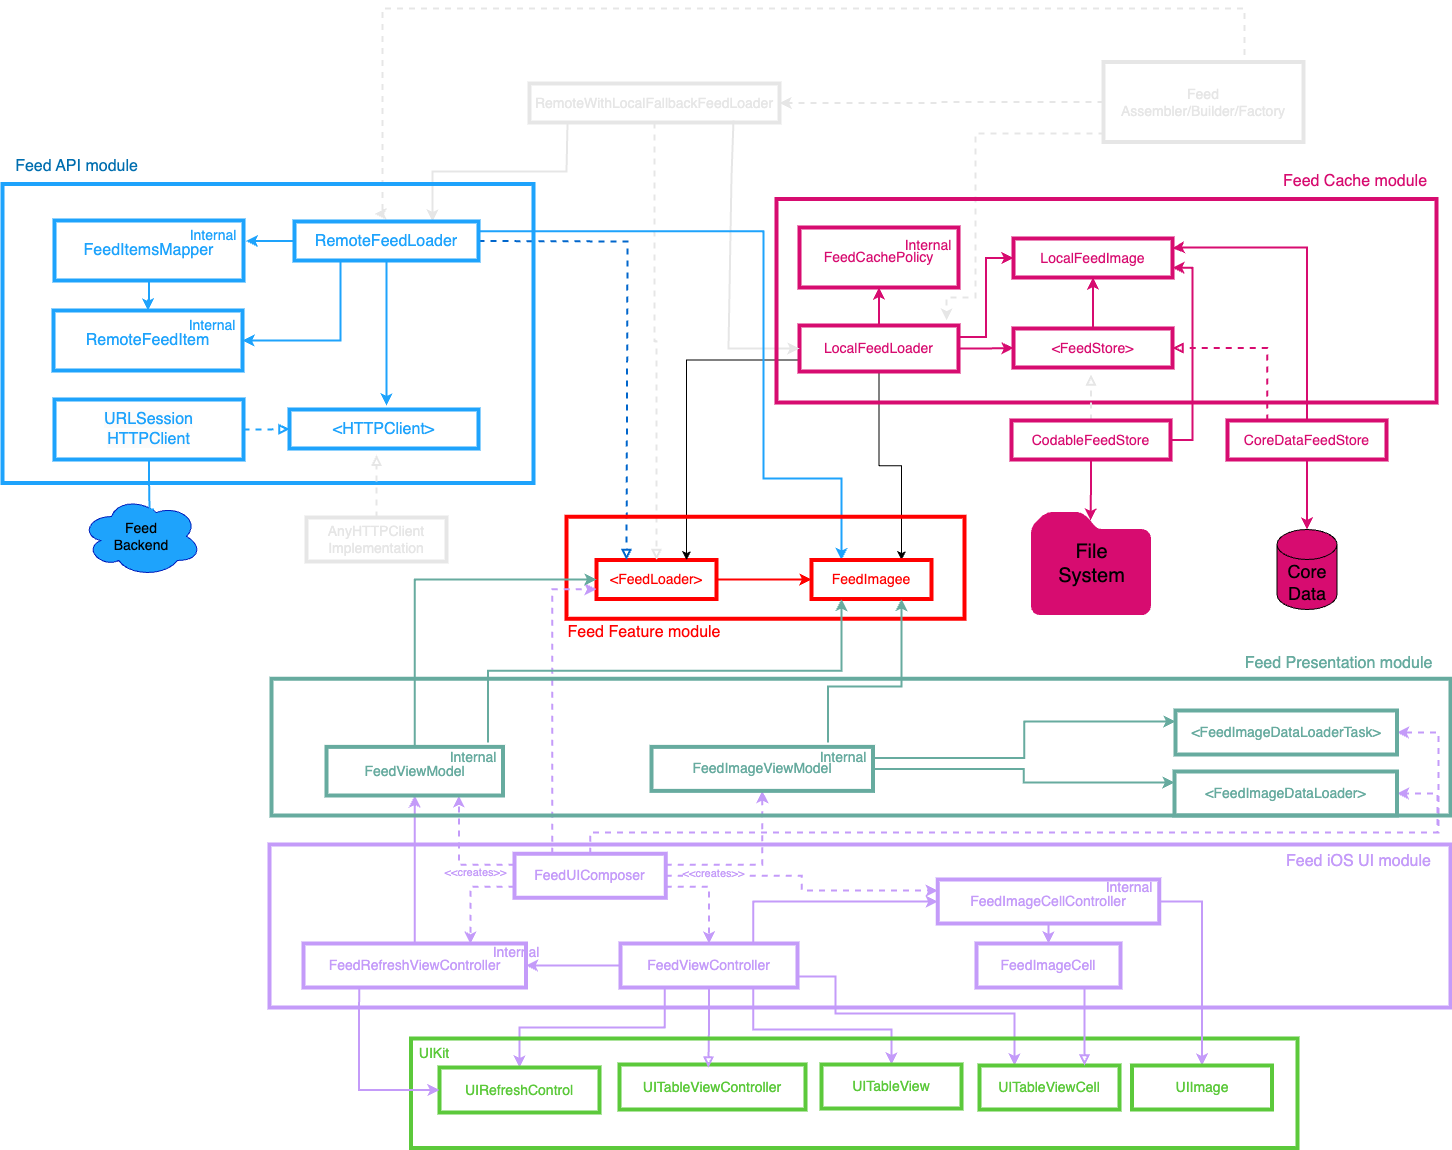 RemoteWithLocalFallbackFeedLoader
Feed
Assembler/Builder/Factory
Feed API module
Feed Cache module
Internal
FeedItemsMapper
RemoteFeedLoader
Internal
FeedCachePolicy
LocalFeedImage
Internal
RemoteFeedItem
LocalFeedLoader
<FeedStore>
URLSession
HTTPClient
<HTTPClient>
CodableFeedStore
CoreDataFeedStore
Feed
Backend
AnyHTTPClient
Implementation
File
System
Core
Data
<FeedLoader>
FeedImagee
Feed Feature module
Feed Presentation module
Internal
FeedViewModel
Internal
FeedImageViewModel
<FeedImageDataLoaderTask>
<FeedImageDataLoader>
Feed iOS UI module
<<creates>>
FeedUIComposer
<<creates>>
Internal
FeedImageCellController
Internal
FeedRefreshViewController
FeedViewController
FeedImageCell
UIKit
UIRefreshControl
UITableViewController
UITableView
UITableViewCell
UIImage